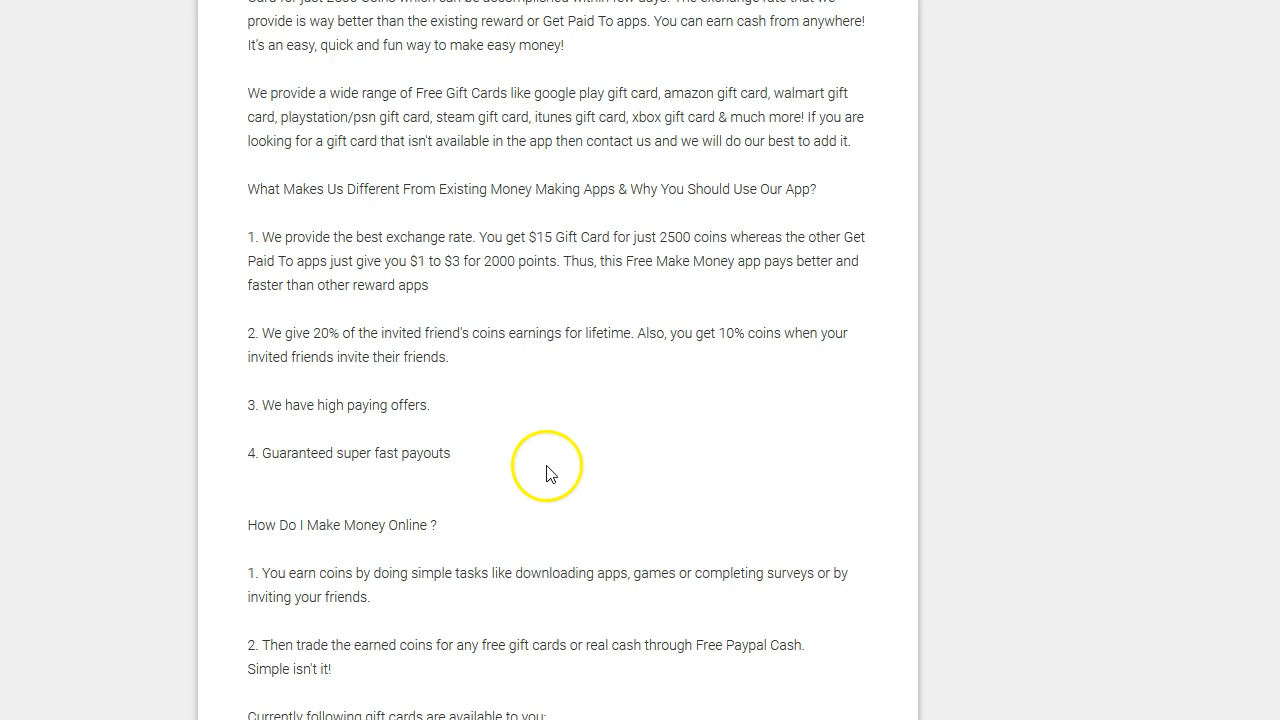 provide is way better than the existing reward or Get Paid To apps. You can earn cash from anywhere!
It's an easy, quick and fun way to make easy money!
We provide a wide range of Free Gift Cards like google play gift card, amazon gift card, walmart gift
card, playstation/psn gift card, steam gift card, itunes gift card, xbox gift card & much more! If you are
looking for a gift card that isn't available in the app then contact us and we will do our best to add it.
What Makes Us Different From Existing Money Making Apps & Why You Should Use Our App?
1. We provide the best exchange rate. You get $15 Gift Card for just 2500 coins whereas the other Get
Paid To apps just give you $1 to $3 for 2000 points. Thus, this Free Make Money app pays better and
faster than other reward apps
2. We give 20% of the invited friend's coins earnings for lifetime. Also, you get 10% coins when your
invited friends invite their friends.
3. We have high paying offers.
4. Guaranteed super fast payouts
How Do I Make Money Online ?
1. You earn coins by doing simple tasks like downloading apps, games or completing surveys or by
inviting your friends.
2. Then trade the earned coins for any free gift cards or real cash through Free Paypal Cash.
Simple isn't it!
Currently following gift cards are available to you: